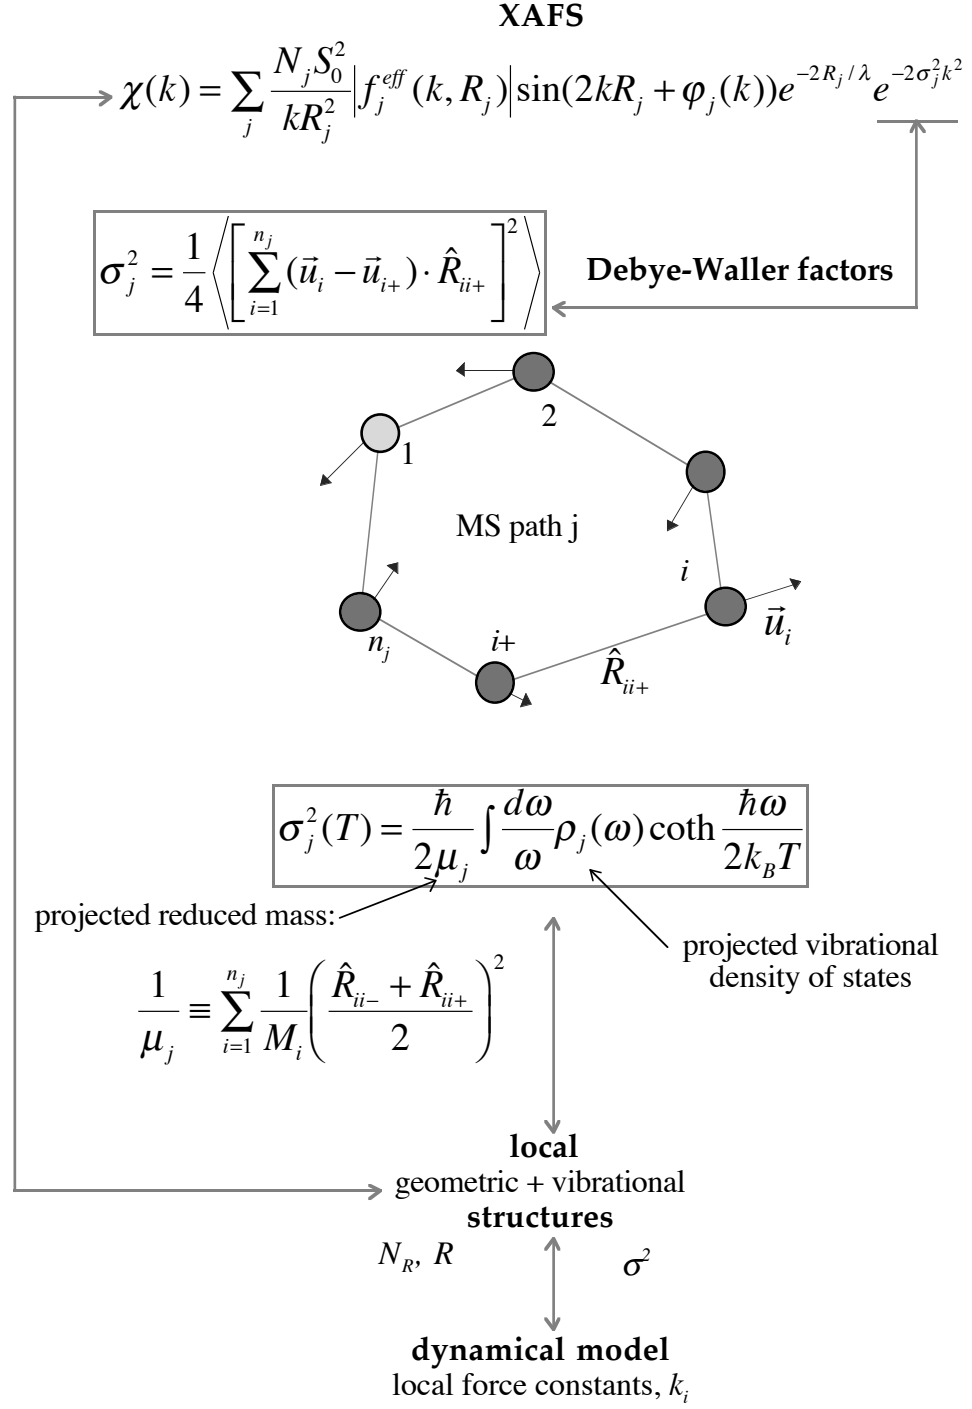 XAFS
χ(k) = ∑_j (N_j S_0^2 / kR_j^2) |f_j^{eff}(k, R_j)| sin(2kR_j + φ_j(k)) e^{-2R_j/λ} e^{-2σ_j^2 k^2}
σ_j^2 = 1/4 ⟨[∑_{i=1}^{n_j} (u⃗_i − u⃗_{i+}) · R̂_{ii+}]^2⟩
Debye-Waller factors
2
1
MS path j
i
u⃗_i
n_j
i+
R̂_{ii+}
σ_j^2(T) = ħ/2μ_j ∫ dω/ω ρ_j(ω) coth ħω/2k_BT
projected reduced mass:
projected vibrational
density of states
1/μ_j ≡ ∑_{i=1}^{n_j} 1/M_i ((R̂_{ii-} + R̂_{ii+})/2)^2
local
geometric + vibrational
structures
N_R, R
σ^2
dynamical model
local force constants, k_i